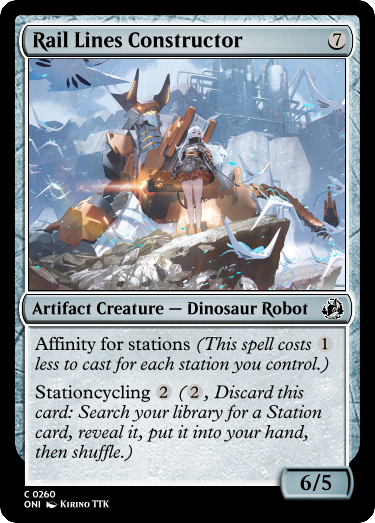 Rail Lines Constructor 7
Artifact Creature — Dinosaur Robot
Affinity for stations (This spell costs 1
less to cast for each station you control.)
Stationcycling 2 ( 2 , Discard this
card: Search your library for a Station
card, reveal it, put it into your hand,
then shuffle.)
6/5
C 0260
ONI Kirino TTK